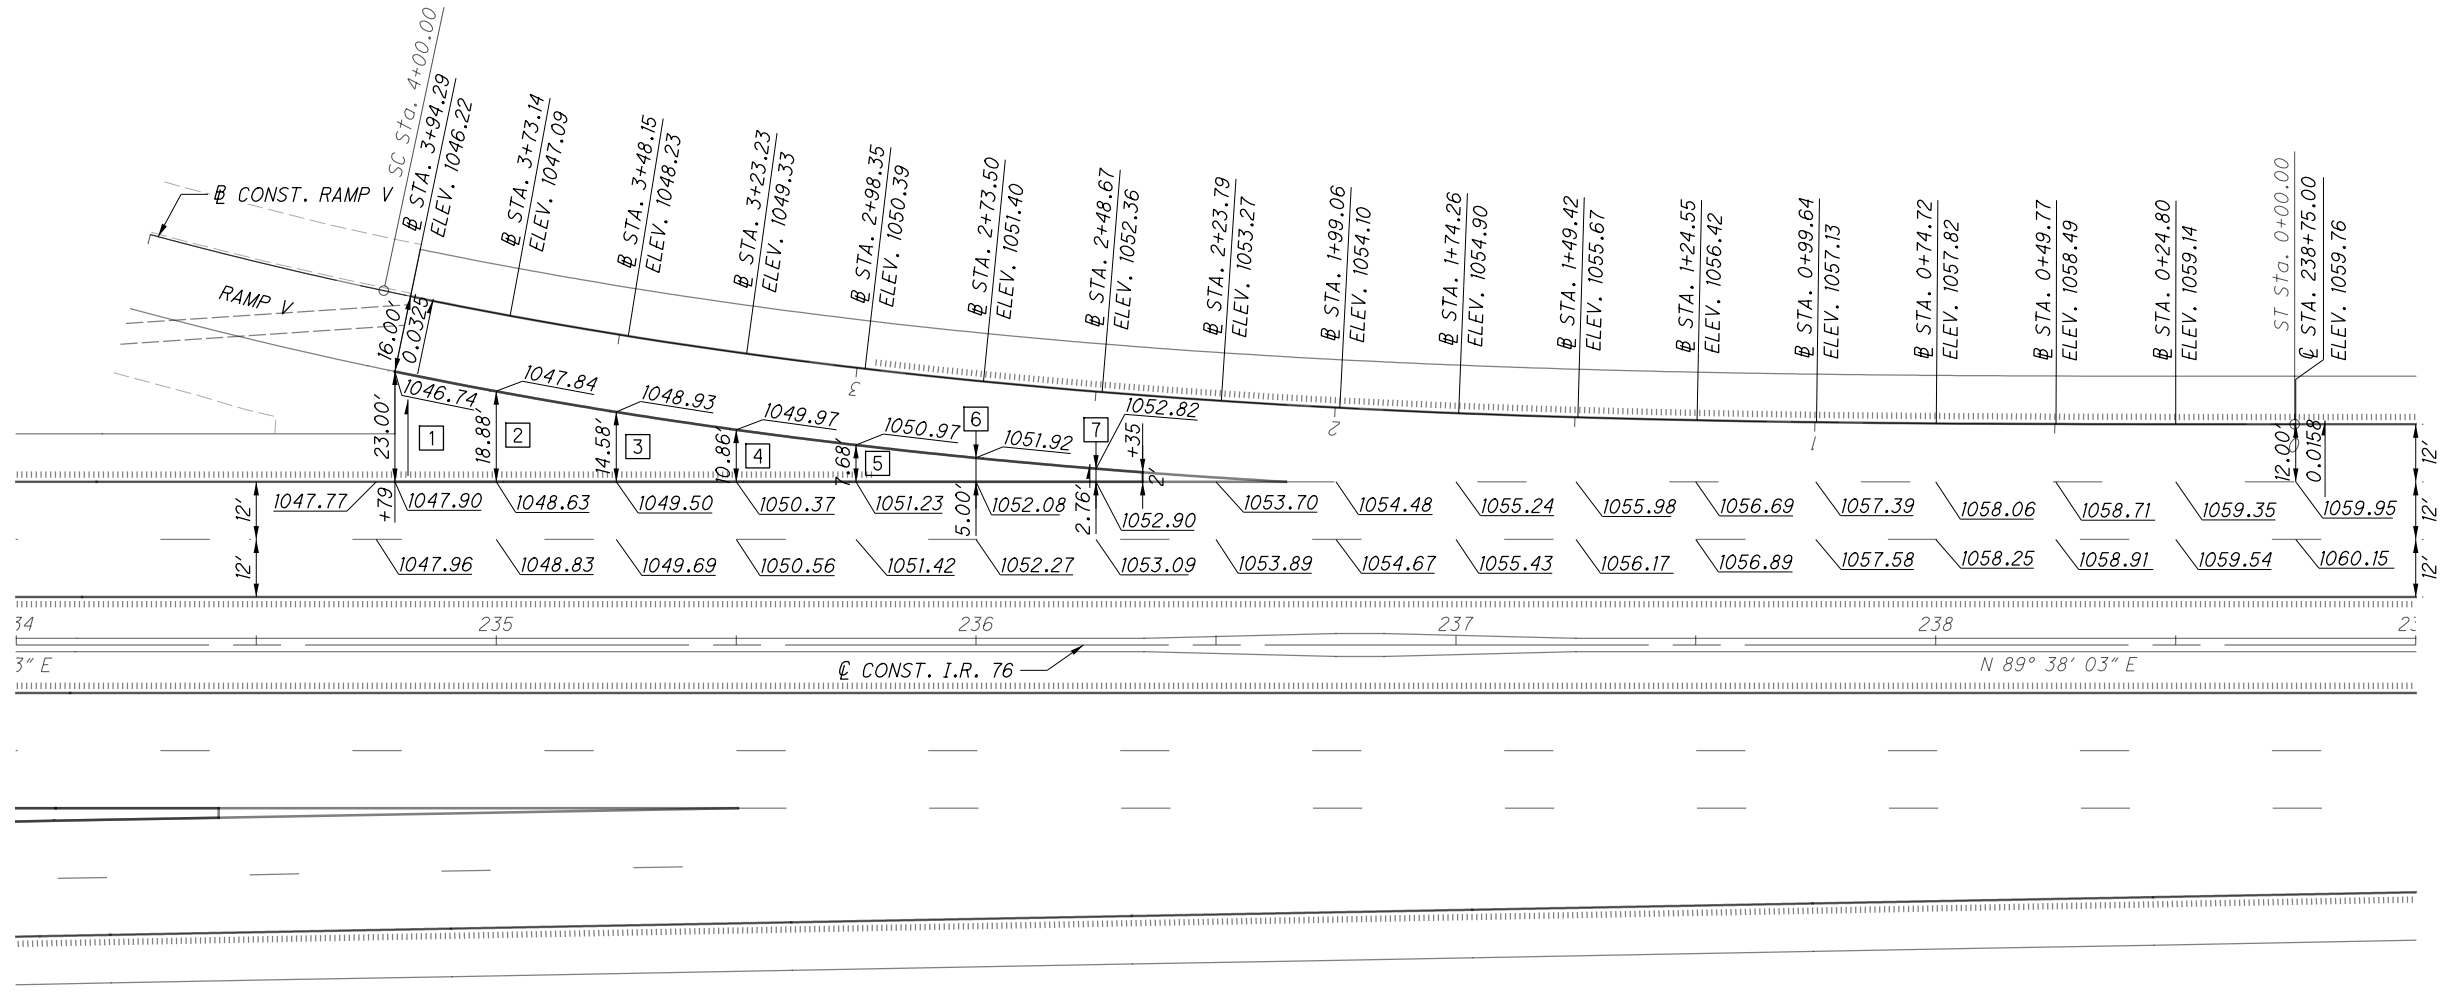 SC Sta. 4+00.00
℄ CONST. RAMP V
RAMP V
STA. 3+94.29
ELEV. 1046.22
STA. 3+73.14
ELEV. 1047.09
STA. 3+48.15
ELEV. 1048.23
STA. 3+23.23
ELEV. 1049.33
STA. 2+98.35
ELEV. 1050.39
STA. 2+73.50
ELEV. 1051.40
STA. 2+48.67
ELEV. 1052.36
STA. 2+23.79
ELEV. 1053.27
STA. 1+99.06
ELEV. 1054.10
STA. 1+74.26
ELEV. 1054.90
STA. 1+49.42
ELEV. 1055.67
STA. 1+24.55
ELEV. 1056.42
STA. 0+99.64
ELEV. 1057.13
STA. 0+74.72
ELEV. 1057.82
STA. 0+49.77
ELEV. 1058.49
STA. 0+24.80
ELEV. 1059.14
ST Sta. 0+00.00
℄ STA. 238+75.00
ELEV. 1059.76
16.00'
0.0325
3
2
1
0
1046.74
1047.84
1048.93
1049.97
1050.97
1051.92
1052.82
+35
1
2
3
4
5
6
7
23.00'
18.88'
14.58'
10.86'
7.68'
5.00'
2.76'
2'
12.00'
0.0158
12'
12'
12'
12'
12'
+79
1047.77
1047.90
1048.63
1049.50
1050.37
1051.23
1052.08
1052.90
1053.70
1054.48
1055.24
1055.98
1056.69
1057.39
1058.06
1058.71
1059.35
1059.95
1047.96
1048.83
1049.69
1050.56
1051.42
1052.27
1053.09
1053.89
1054.67
1055.43
1056.17
1056.89
1057.58
1058.25
1058.91
1059.54
1060.15
34
235
236
237
238
3" E
℄ CONST. I.R. 76
N 89° 38' 03" E